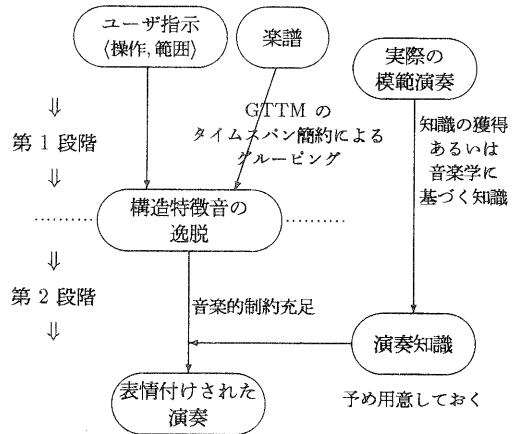 ユーザ指示
〈操作, 範囲〉
楽譜
実際の
模範演奏
GTTM の
タイムスパン簡約による
グルーピング
知識の獲得
あるいは
音楽学に
基づく知識
⇓
第 1 段階
⇓
構造特徴音の
逸脱
⇓
第 2 段階
⇓
音楽的制約充足
演奏知識
表情付けされた
演奏
予め用意しておく